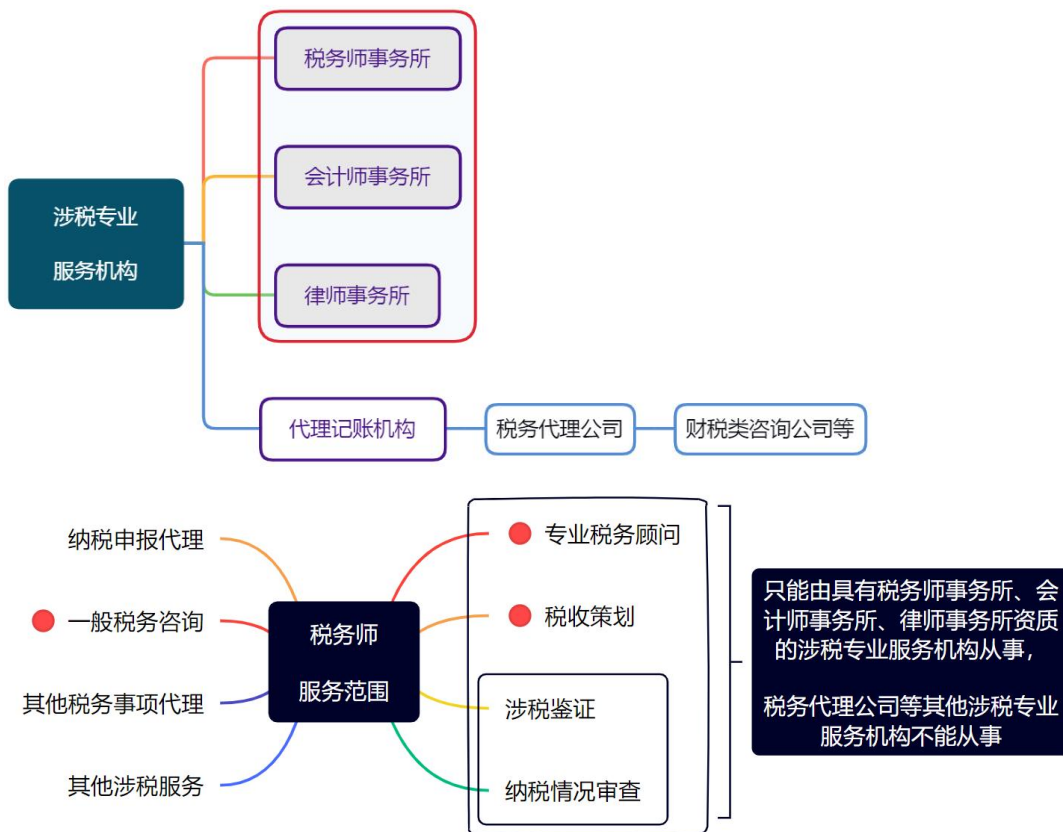 税务师事务所
会计师事务所
涉税专业
服务机构
律师事务所
代理记账机构
税务代理公司
财税类咨询公司等
纳税申报代理
一般税务咨询
其他税务事项代理
其他涉税服务
税务师
服务范围
专业税务顾问
税收策划
涉税鉴证
纳税情况审查
只能由具有税务师事务所、会
计师事务所、律师事务所资质
的涉税专业服务机构从事，
税务代理公司等其他涉税专业
服务机构不能从事